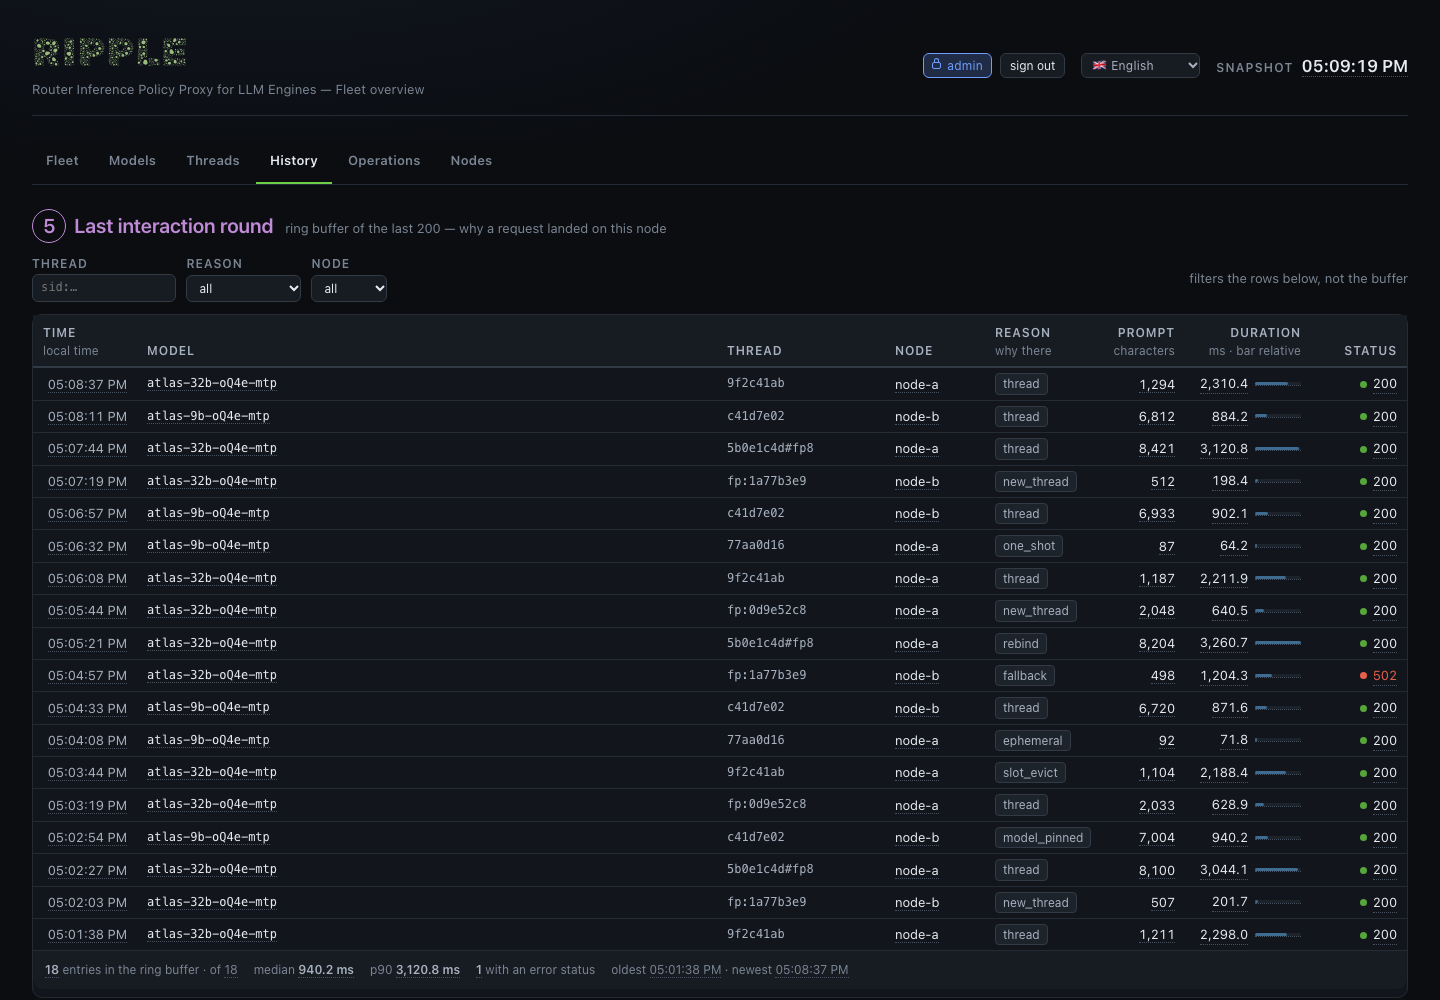 RIPPLE
Router Inference Policy Proxy for LLM Engines — Fleet overview
admin sign out English SNAPSHOT 05:09:19 PM
Fleet Models Threads History Operations Nodes
5 Last interaction round ring buffer of the last 200 — why a request landed on this node
THREAD REASON NODE
sid:… all all filters the rows below, not the buffer
TIME REASON PROMPT DURATION
local time MODEL THREAD NODE why there characters ms · bar relative STATUS
05:08:37 PM atlas-32b-oQ4e-mtp 9f2c41ab node-a thread 1,294 2,310.4 200
05:08:11 PM atlas-9b-oQ4e-mtp c41d7e02 node-b thread 6,812 884.2 200
05:07:44 PM atlas-32b-oQ4e-mtp 5b0e1c4d#fp8 node-a thread 8,421 3,120.8 200
05:07:19 PM atlas-32b-oQ4e-mtp fp:1a77b3e9 node-b new_thread 512 198.4 200
05:06:57 PM atlas-9b-oQ4e-mtp c41d7e02 node-b thread 6,933 902.1 200
05:06:32 PM atlas-9b-oQ4e-mtp 77aa0d16 node-a one_shot 87 64.2 200
05:06:08 PM atlas-32b-oQ4e-mtp 9f2c41ab node-a thread 1,187 2,211.9 200
05:05:44 PM atlas-32b-oQ4e-mtp fp:0d9e52c8 node-a new_thread 2,048 640.5 200
05:05:21 PM atlas-32b-oQ4e-mtp 5b0e1c4d#fp8 node-a rebind 8,204 3,260.7 200
05:04:57 PM atlas-32b-oQ4e-mtp fp:1a77b3e9 node-b fallback 498 1,204.3 502
05:04:33 PM atlas-9b-oQ4e-mtp c41d7e02 node-b thread 6,720 871.6 200
05:04:08 PM atlas-9b-oQ4e-mtp 77aa0d16 node-a ephemeral 92 71.8 200
05:03:44 PM atlas-32b-oQ4e-mtp 9f2c41ab node-a slot_evict 1,104 2,188.4 200
05:03:19 PM atlas-32b-oQ4e-mtp fp:0d9e52c8 node-a thread 2,033 628.9 200
05:02:54 PM atlas-9b-oQ4e-mtp c41d7e02 node-b model_pinned 7,004 940.2 200
05:02:27 PM atlas-32b-oQ4e-mtp 5b0e1c4d#fp8 node-a thread 8,100 3,044.1 200
05:02:03 PM atlas-32b-oQ4e-mtp fp:1a77b3e9 node-b new_thread 507 201.7 200
05:01:38 PM atlas-32b-oQ4e-mtp 9f2c41ab node-a thread 1,211 2,298.0 200
18 entries in the ring buffer · of 18 median 940.2 ms p90 3,120.8 ms 1 with an error status oldest 05:01:38 PM · newest 05:08:37 PM